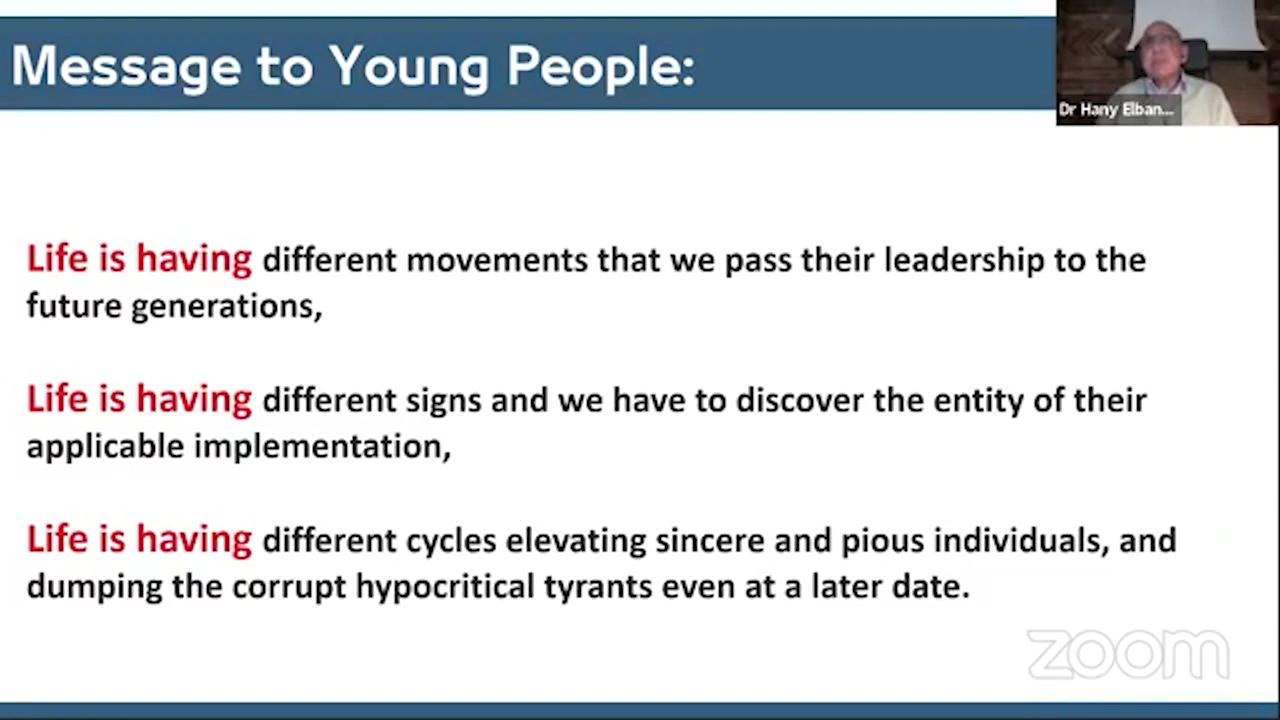 Message to Young People:
Dr Hany Elban...
Life is having different movements that we pass their leadership to the
future generations,
Life is having different signs and we have to discover the entity of their
applicable implementation,
Life is having different cycles elevating sincere and pious individuals, and
dumping the corrupt hypocritical tyrants even at a later date.
zoom